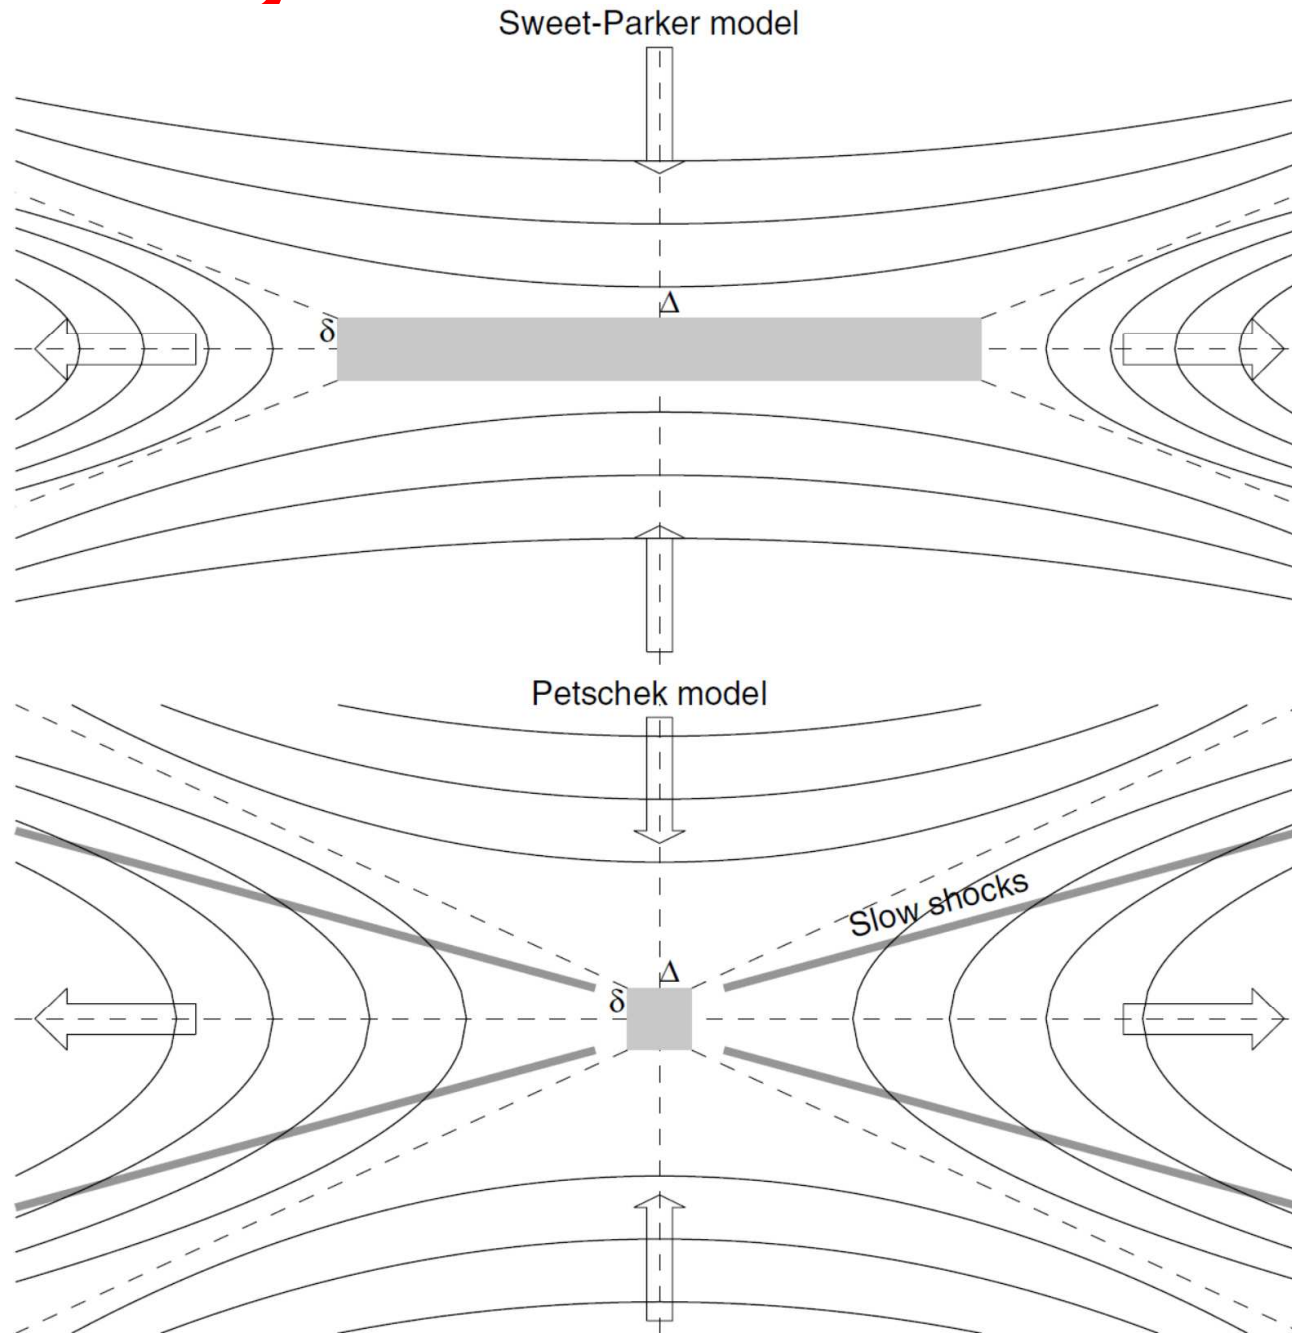 Sweet-Parker model
Δ
δ
Petschek model
Slow shocks
Δ
δ